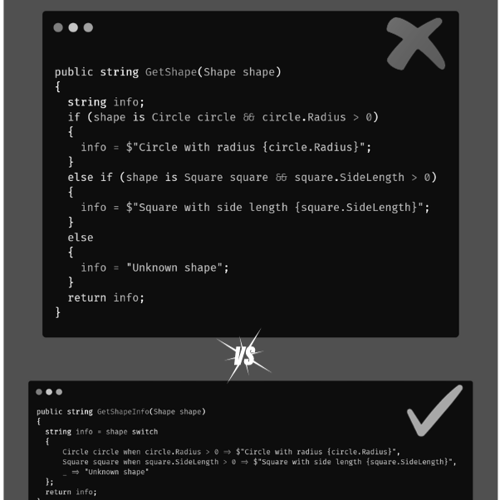 public string GetShape(Shape shape)
{
string info;
if (shape is Circle circle && circle.Radius > 0)
{
info = $"Circle with radius {circle.Radius}";
}
else if (shape is Square square && square.SideLength > 0)
{
info = $"Square with side length {square.SideLength}";
}
else
{
info = "Unknown shape";
}
return info;
}
VS
public string GetShapeInfo(Shape shape)
{
string info = shape switch
{
Circle circle when circle.Radius > 0 => $"Circle with radius {circle.Radius}",
Square square when square.SideLength > 0 => $"Square with side length {square.SideLength}",
_ => "Unknown shape"
};
return info;
}